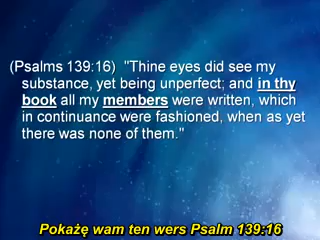 (Psalms 139:16)  "Thine eyes did see my
substance, yet being unperfect; and in thy
book all my members were written, which
in continuance were fashioned, when as yet
there was none of them."
Pokażę wam ten wers Psalm 139:16